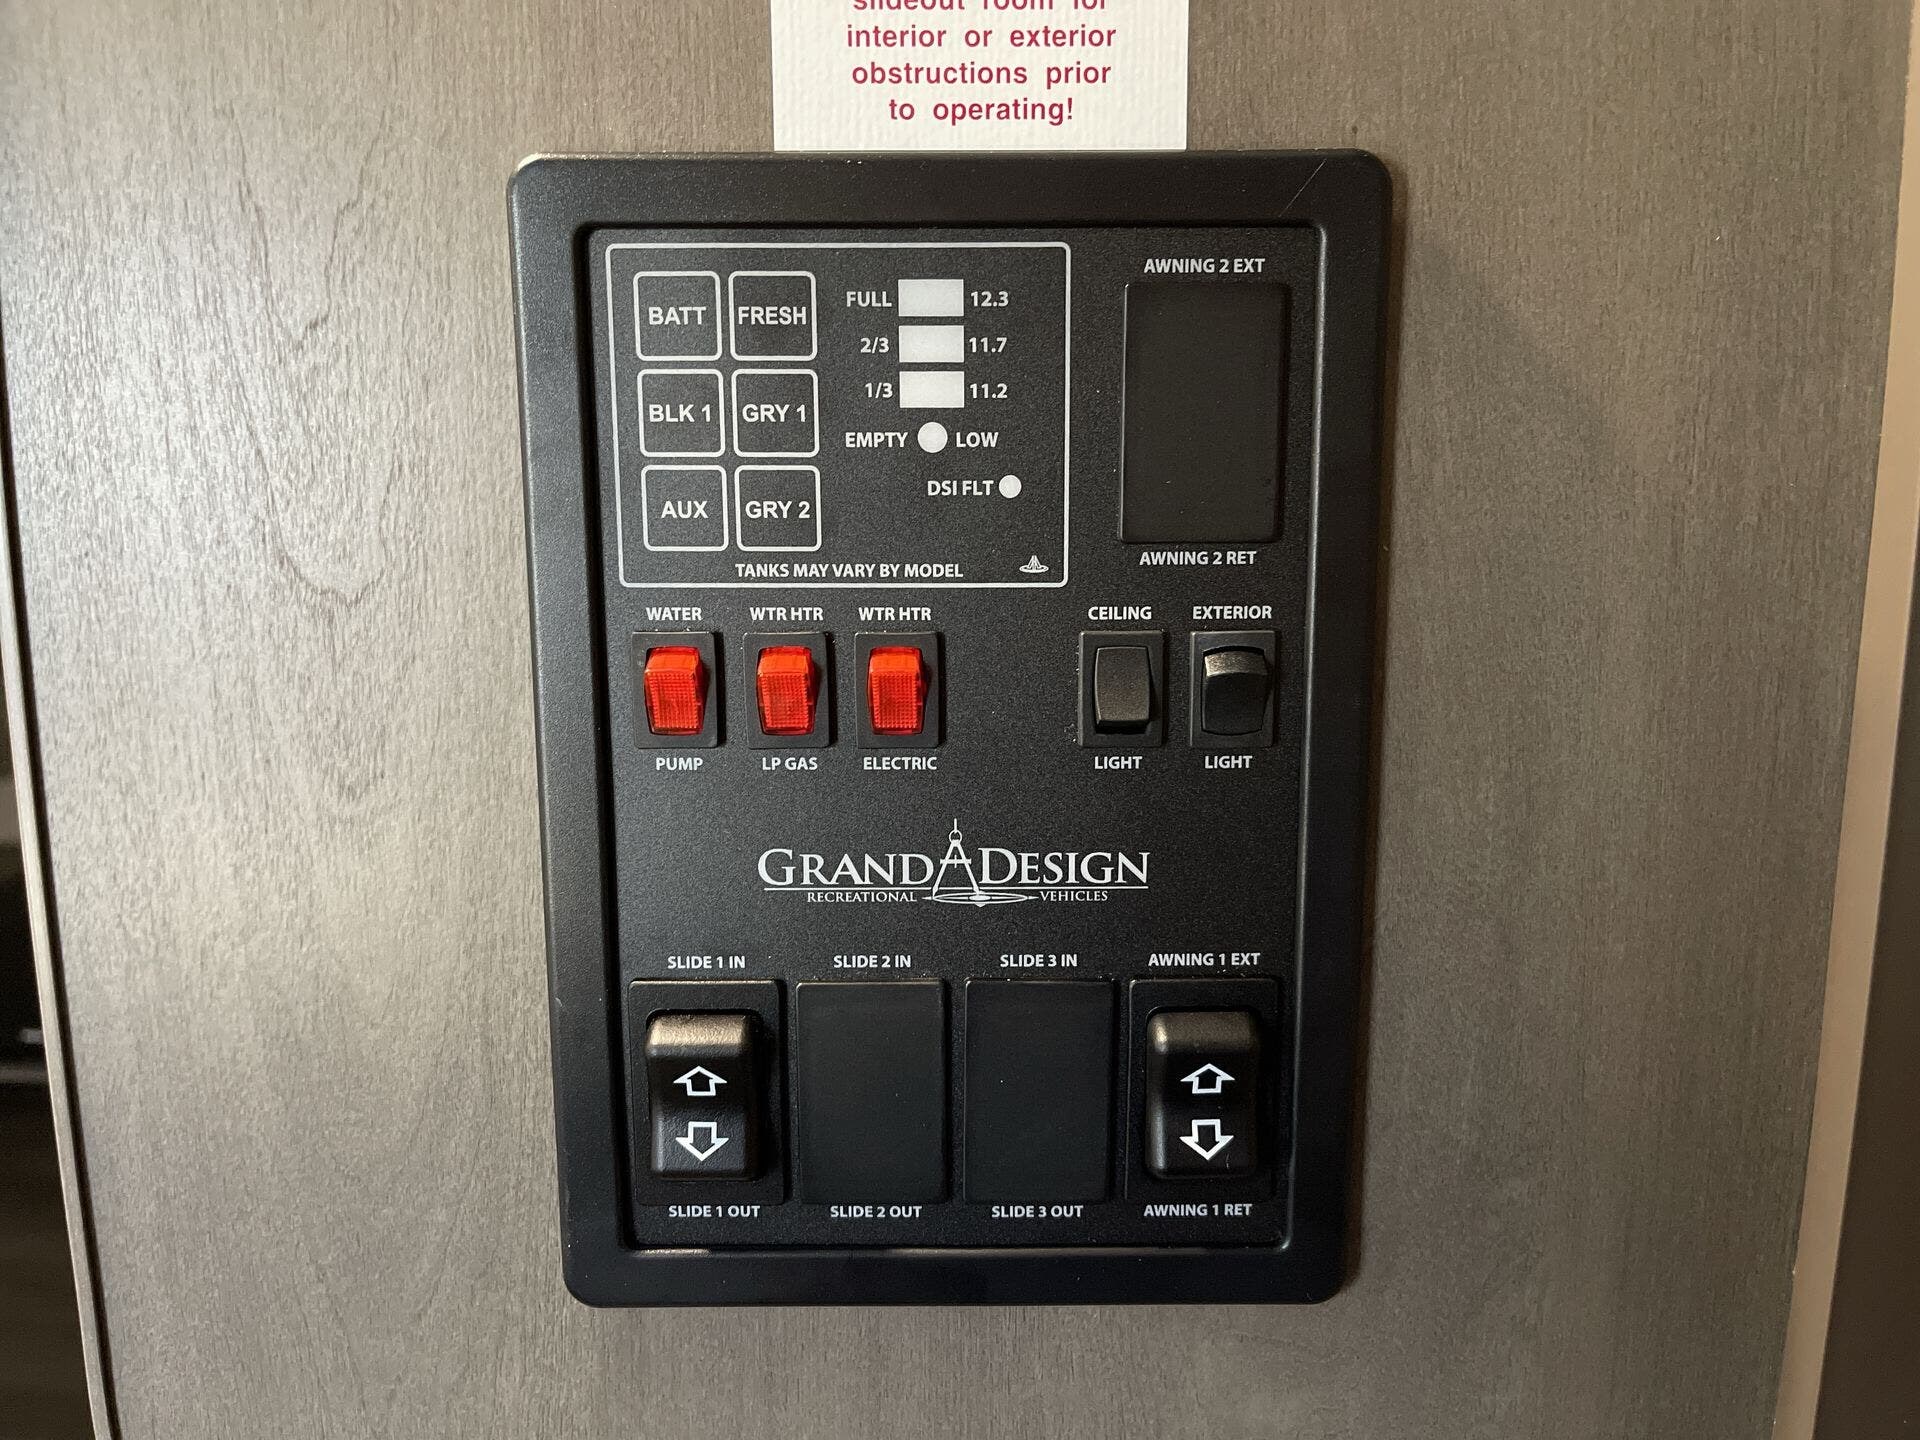 slideout room for
interior or exterior
obstructions prior
to operating!
BATT FRESH
BLK 1 GRY 1
AUX GRY 2
FULL 12.3
2/3 11.7
1/3 11.2
EMPTY LOW
DSI FLT
TANKS MAY VARY BY MODEL
AWNING 2 EXT
AWNING 2 RET
WATER WTR HTR WTR HTR CEILING EXTERIOR
PUMP LP GAS ELECTRIC LIGHT LIGHT
GRAND DESIGN
RECREATIONAL VEHICLES
SLIDE 1 IN SLIDE 2 IN SLIDE 3 IN AWNING 1 EXT
SLIDE 1 OUT SLIDE 2 OUT SLIDE 3 OUT AWNING 1 RET